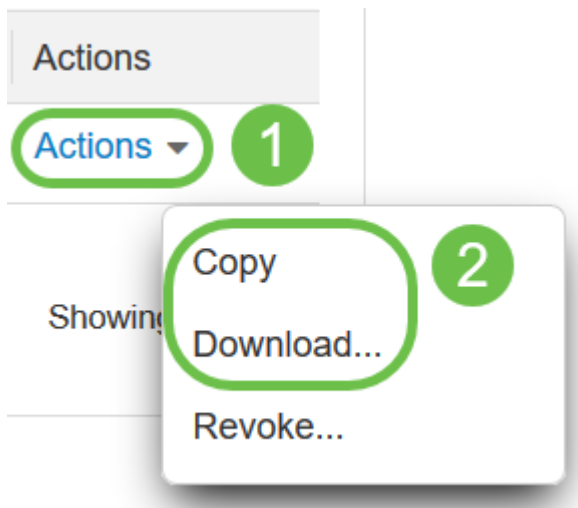 Actions
Actions
1
Copy
2
Showing
Download...
Revoke...